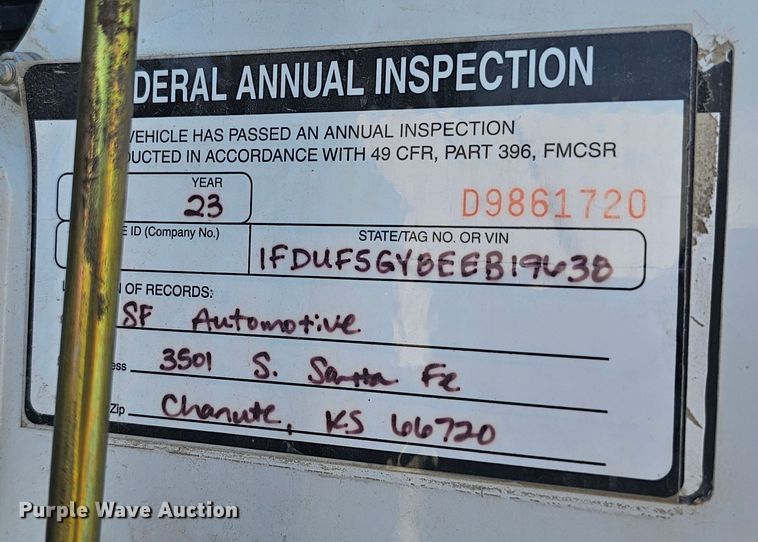 DERAL ANNUAL INSPECTION
VEHICLE HAS PASSED AN ANNUAL INSPECTION
DUCTED IN ACCORDANCE WITH 49 CFR, PART 396, FMCSR
YEAR
23
D9861720
E ID (Company No.)
STATE/TAG NO. OR VIN
1FDUF5GY8EEB19638
L N OF RECORDS:
SF Automotive
ess 3501 S. Santa Fe
Zip Chanute, KS 66720
Purple Wave Auction